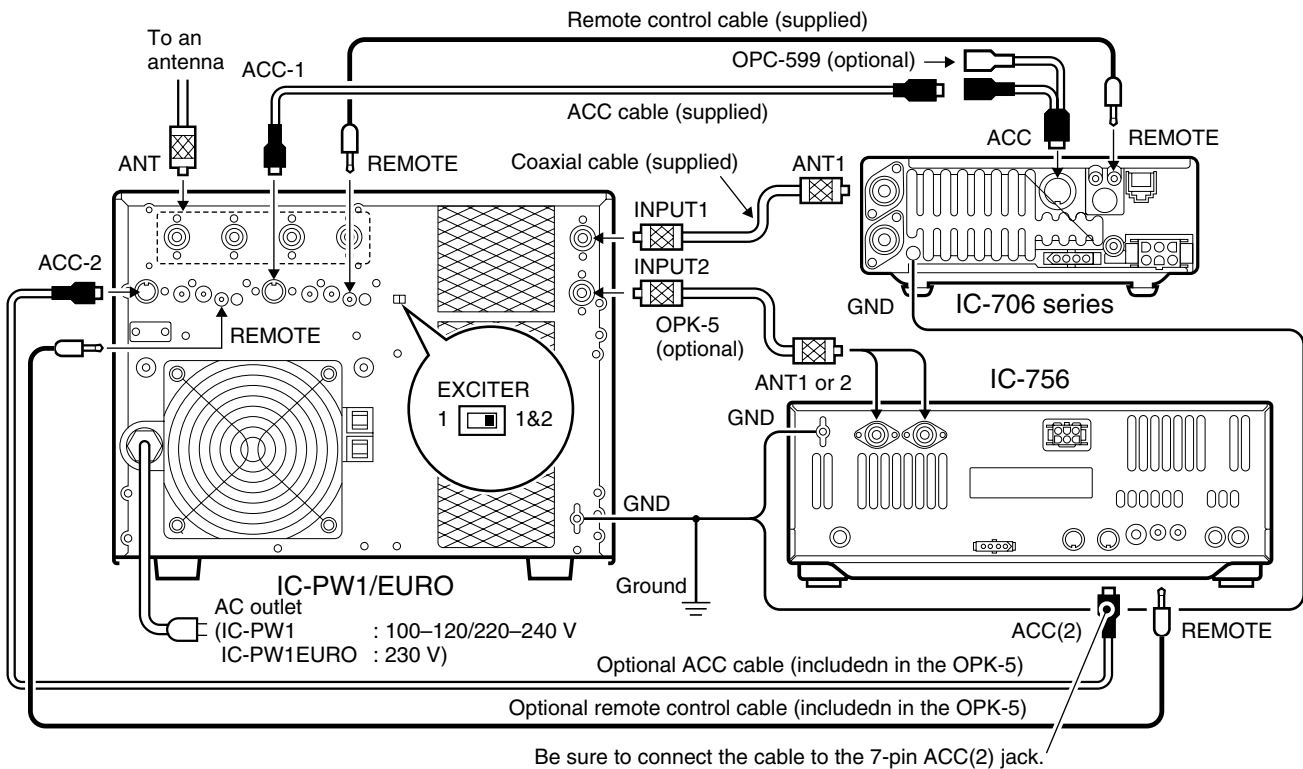 Remote control cable (supplied)
To an
antenna
ACC-1
OPC-599 (optional)
ACC cable (supplied)
ANT
REMOTE
Coaxial cable (supplied)
ANT1
ACC
REMOTE
INPUT1
ACC-2
INPUT2
GND
IC-706 series
REMOTE
OPK-5
(optional)
ANT1 or 2
IC-756
EXCITER
1 1&2
GND
GND
IC-PW1/EURO
Ground
AC outlet
(IC-PW1 : 100–120/220–240 V
IC-PW1EURO : 230 V)
ACC(2)
REMOTE
Optional ACC cable (includedn in the OPK-5)
Optional remote control cable (includedn in the OPK-5)
Be sure to connect the cable to the 7-pin ACC(2) jack.